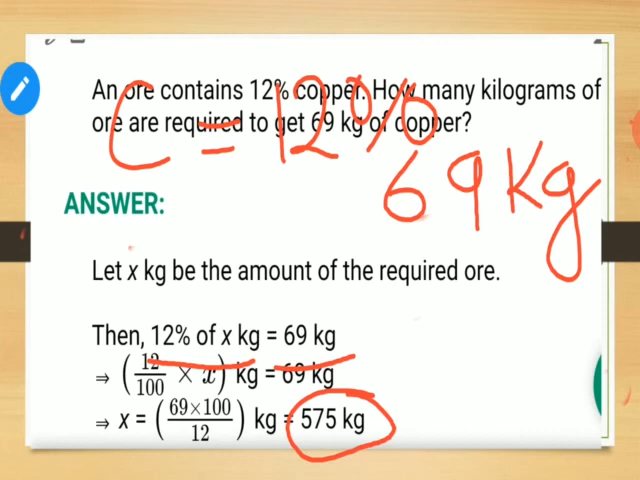 An ore contains 12% copper. How many kilograms of
ore are required to get 69 kg of copper?
C = 12%
69 Kg
ANSWER:
Let x kg be the amount of the required ore.
Then, 12% of x kg = 69 kg
⇒ (12/100 × x) kg = 69 kg
⇒ x = (69×100/12) kg = 575 kg